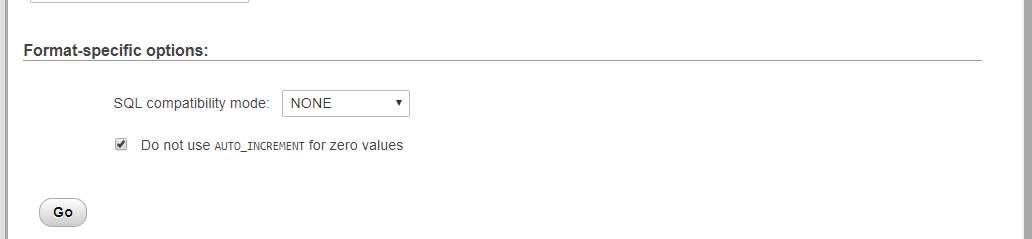 Format-specific options:
SQL compatibility mode: NONE
Do not use AUTO_INCREMENT for zero values
Go